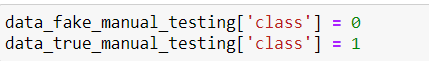 data_fake_manual_testing['class'] = 0
data_true_manual_testing['class'] = 1